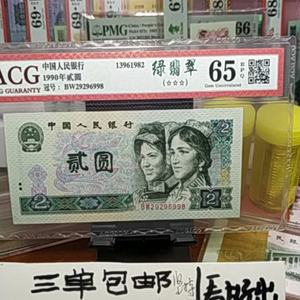 66
PMG
ACG
GUARANTY
中国人民银行
1990年贰圆
冠号：BW29296998
13961982
绿翡翠
(☆☆☆)
65 EPQ
Gem Uncirculated
中国人民银行
贰圆
2
2
BW29296998
三单包邮